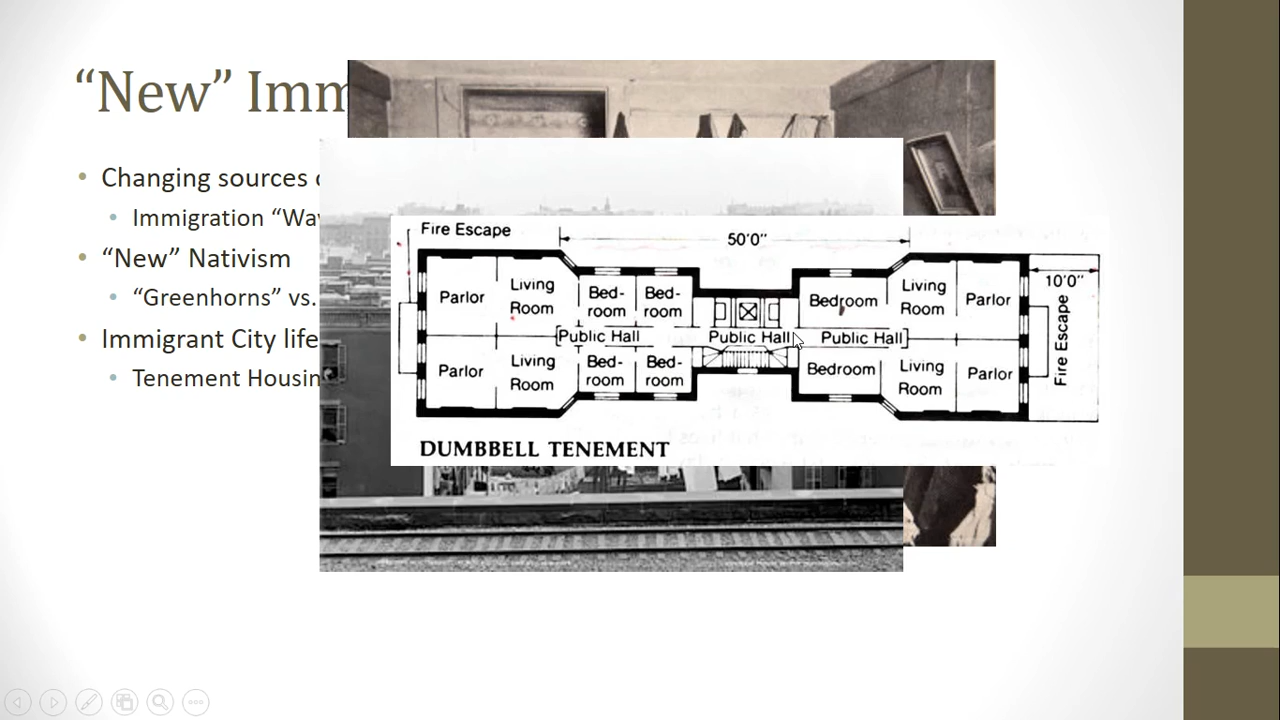 “New” Imm
Changing sources
Immigration “Wav
“New” Nativism
“Greenhorns” vs.
Immigrant City life
Tenement Housin
Fire Escape
50'0"
10'0"
Parlor
Living
Room
Bed-
room
Bed-
room
Bedroom
Living
Room
Parlor
Public Hall
Public Hall
Public Hall
Fire Escape
Parlor
Living
Room
Bed-
room
Bed-
room
Bedroom
Living
Room
Parlor
DUMBBELL TENEMENT